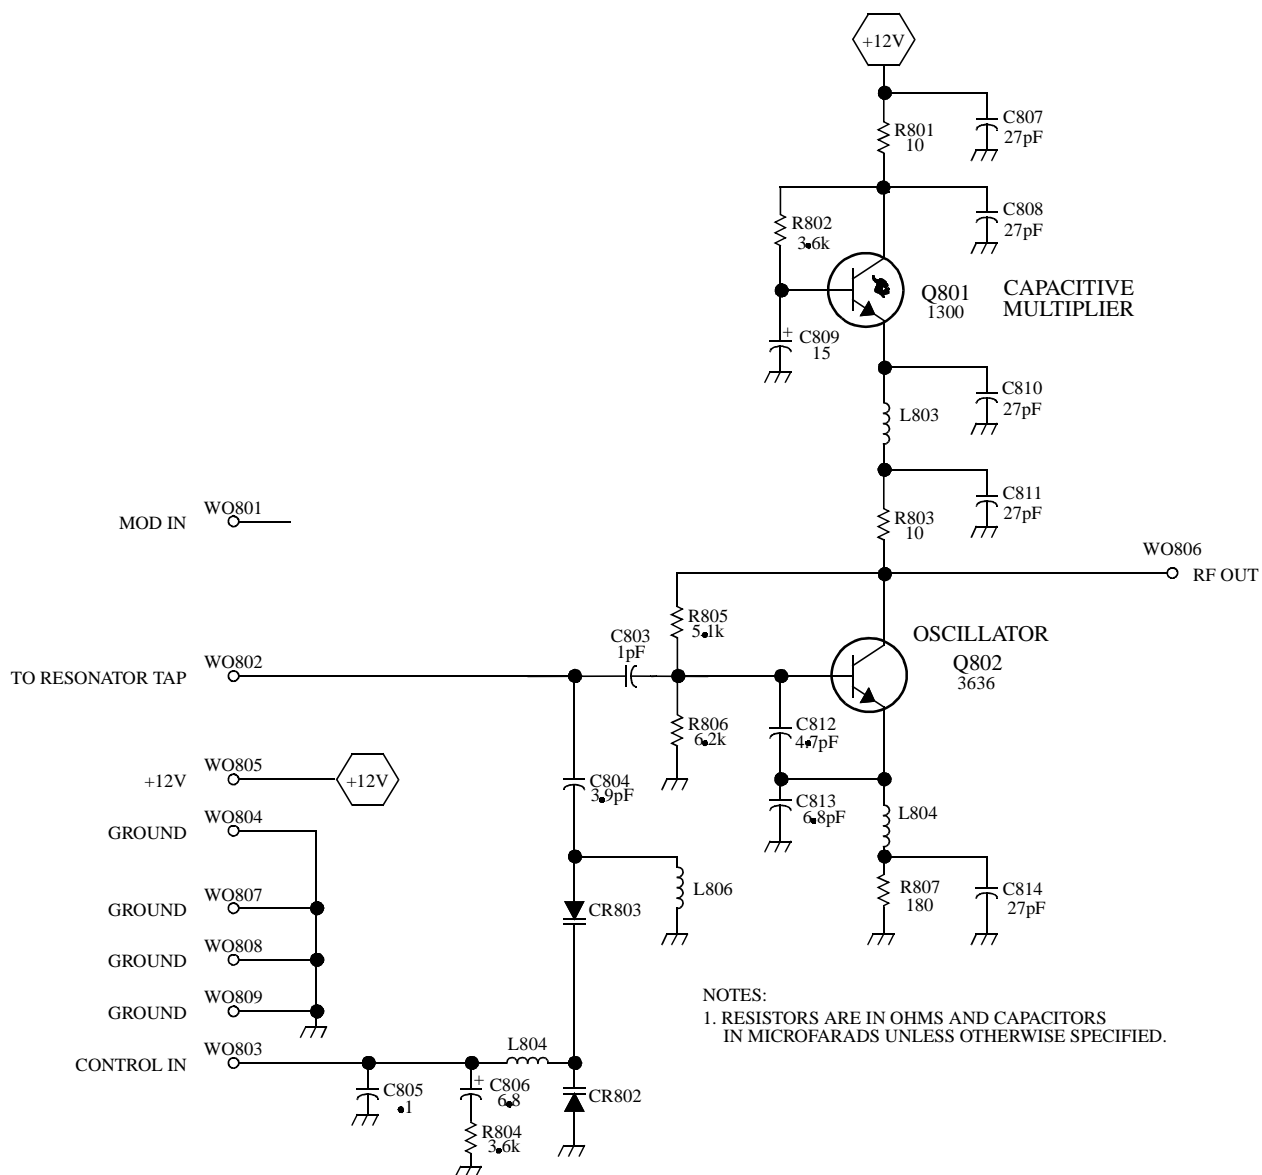 +12V
C807
27pF
R801
10
C808
27pF
R802
3.6k
Q801
1300
CAPACITIVE
MULTIPLIER
+
C809
15
C810
27pF
L803
C811
27pF
R803
10
WO801
MOD IN
WO806
RF OUT
R805
5.1k
C803
1pF
OSCILLATOR
Q802
3636
WO802
TO RESONATOR TAP
R806
6.2k
C812
4.7pF
WO805
+12V
+12V
C804
3.9pF
C813
6.8pF
L804
WO804
GROUND
L806
R807
180
C814
27pF
WO807
GROUND
CR803
WO808
GROUND
WO809
GROUND
NOTES:
1. RESISTORS ARE IN OHMS AND CAPACITORS
IN MICROFARADS UNLESS OTHERWISE SPECIFIED.
WO803
CONTROL IN
L804
C805
.1
+
C806
6.8
CR802
R804
3.6k